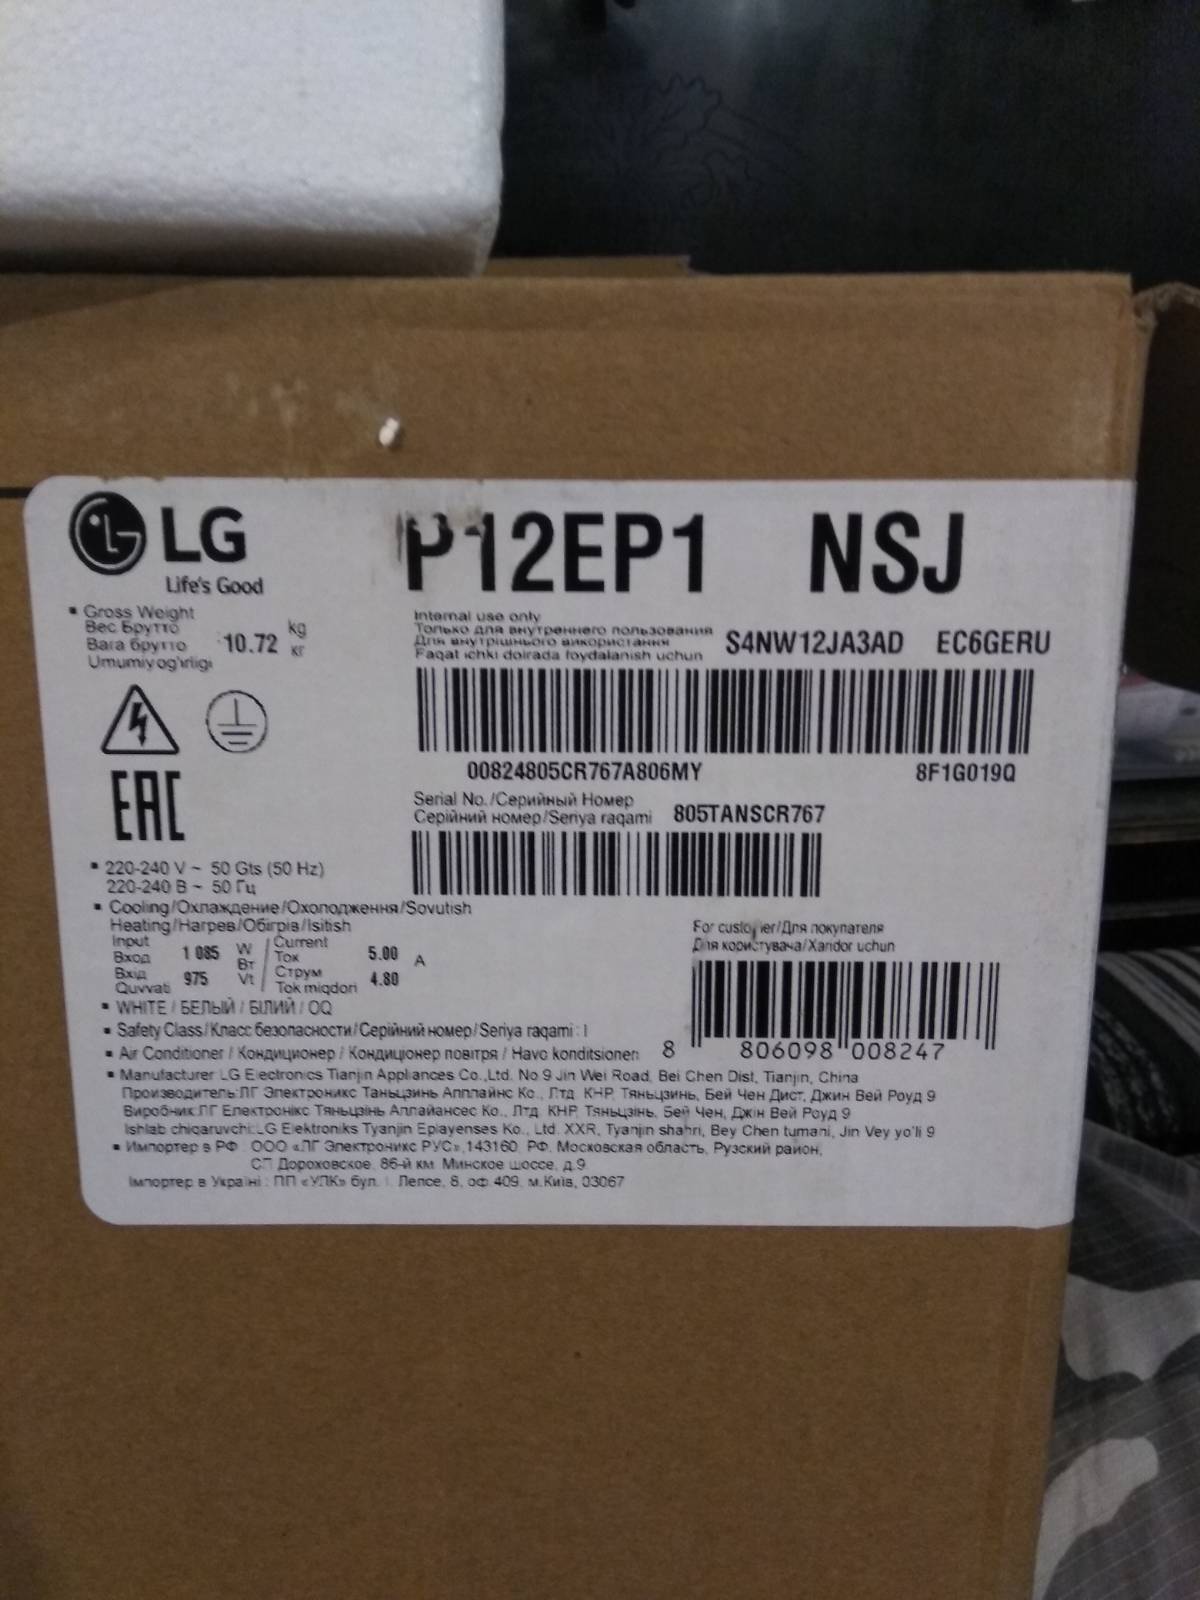 LG
Life's Good
P12EP1 NSJ
Gross Weight
Вес Брутто
Вага брутто
Umumiy og'irligi
10.72 kg
кг
Internal use only
Только для внутреннего пользования
Для внутрішнього використання
Faqat ichki doirada foydalanish uchun
S4NW12JA3AD EC6GERU
00824805CR767A806MY 8F1G019Q
Serial No./Серийный Номер
Серійний номер/Seriya raqami 805TANSCR767
EAC
220-240 V ~ 50 Gts (50 Hz)
220-240 В ~ 50 Гц
Cooling/Охлаждение/Охолодження/Sovutish
Heating/Нагрев/Обігрів/Isitish
Input
Вход
Вхід
Quvvati
1 085
975
W
Вт
Vt
Current
Ток
Струм
Tok miqdori
5.00
4.80
A
WHITE / БЕЛЫЙ / БІЛИЙ / OQ
Safety Class/Класс безопасности/Серійний номер/Seriya raqami : I
Air Conditioner / Кондиционер / Кондиціонер повітря / Havo konditsioneri
For customer/Для покупателя
Для користувача/Xaridor uchun
8 806098 008247
Manufacturer LG Electronics Tianjin Appliances Co.,Ltd. No.9 Jin Wei Road, Bei Chen Dist, Tianjin, China
Производитель:ЛГ Электроникс Таньцзинь Апплайнс Ко., Лтд. КНР, Тяньцзинь, Бей Чен Дист, Джин Вей Роуд 9
Виробник:ЛГ Електронікс Тяньцзінь Аплайансес Ко., Лтд. КНР, Тяньцзінь, Бей Чен, Джін Вей Роуд 9
Ishlab chiqaruvchi:LG Elektroniks Tyanjin Eplayenses Ko., Ltd. XXR, Tyanjin shahri, Bey Chen tumani, Jin Vey yo'li 9
Импортер в РФ : ООО «ЛГ Электроникс РУС»,143160, РФ, Московская область, Рузский район,
СП Дороховское, 86-й км. Минское шоссе, д.9
Імпортер в Україні : ПП «УЛК» бул. І. Лепсе, 8, оф.409, м.Київ, 03067